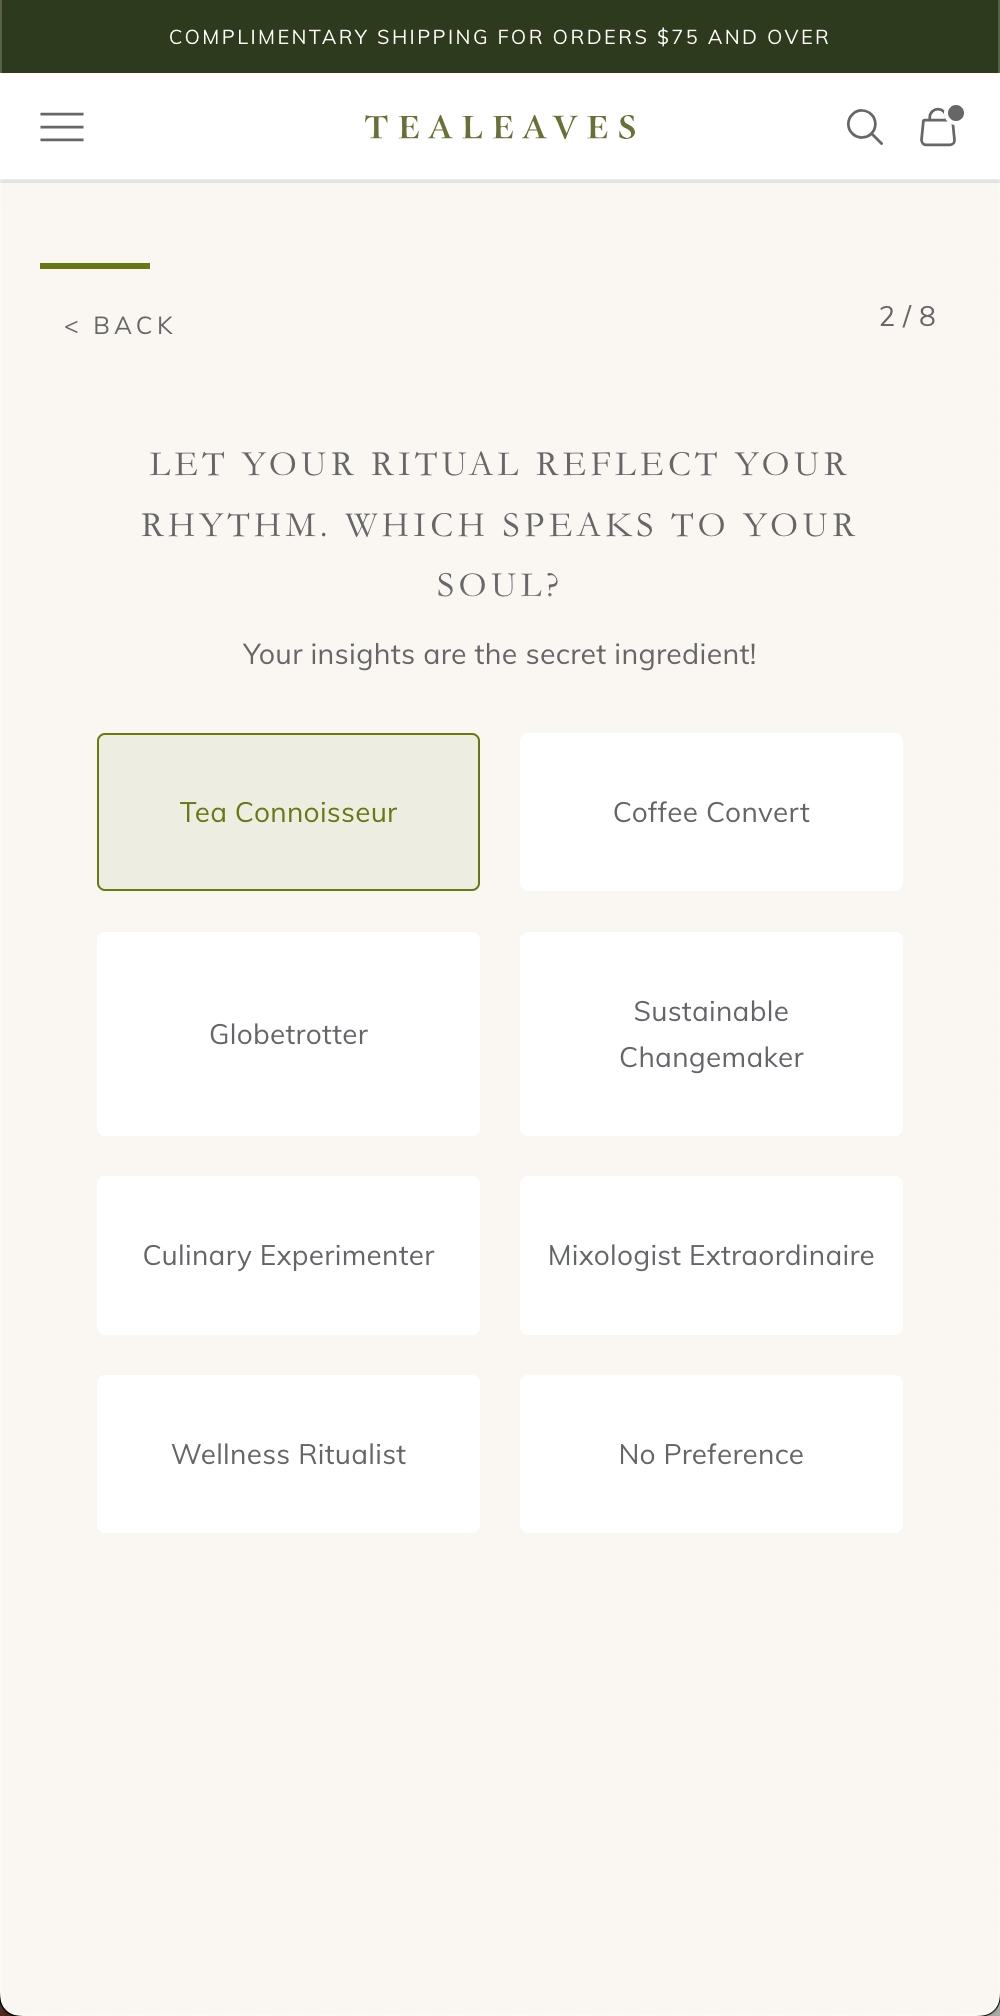 COMPLIMENTARY SHIPPING FOR ORDERS $75 AND OVER
TEALEAVES
< BACK
2 / 8
LET YOUR RITUAL REFLECT YOUR
RHYTHM. WHICH SPEAKS TO YOUR
SOUL?
Your insights are the secret ingredient!
Tea Connoisseur
Coffee Convert
Globetrotter
Sustainable
Changemaker
Culinary Experimenter
Mixologist Extraordinaire
Wellness Ritualist
No Preference